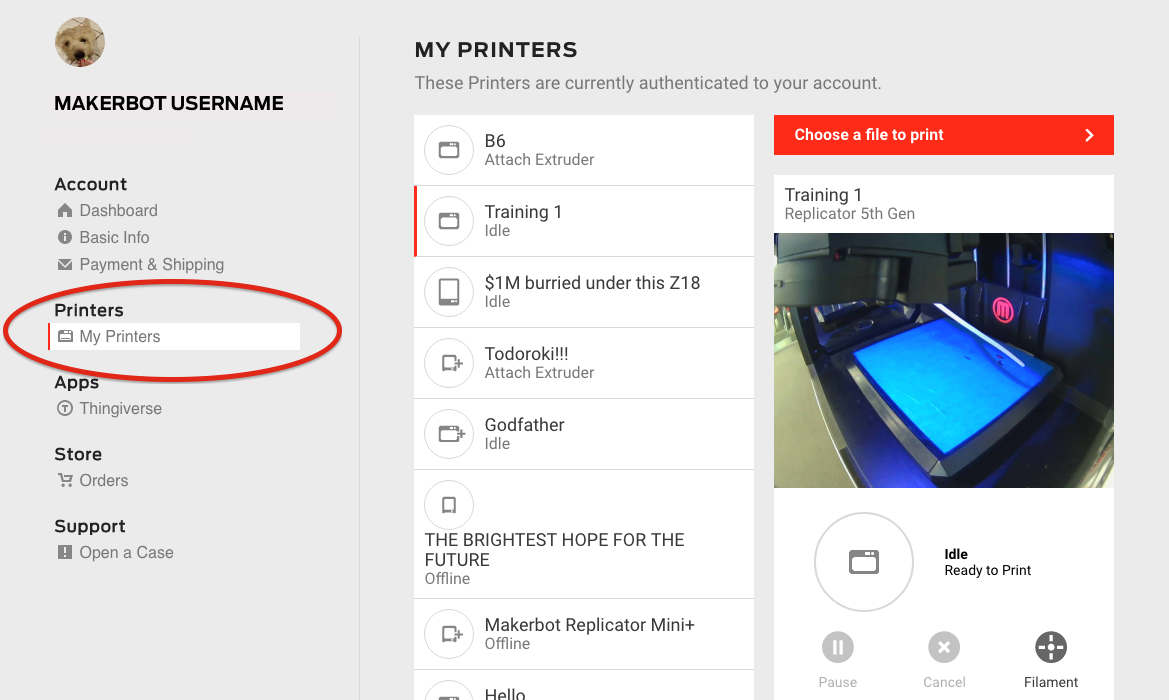 MAKERBOT USERNAME
Account
Dashboard
Basic Info
Payment & Shipping
Printers
My Printers
Apps
Thingiverse
Store
Orders
Support
Open a Case
MY PRINTERS
These Printers are currently authenticated to your account.
B6
Attach Extruder
Training 1
Idle
$1M burried under this Z18
Idle
Todoroki!!!
Attach Extruder
Godfather
Idle
THE BRIGHTEST HOPE FOR THE
FUTURE
Offline
Makerbot Replicator Mini+
Offline
Hello
Choose a file to print
Training 1
Replicator 5th Gen
Idle
Ready to Print
Pause
Cancel
Filament